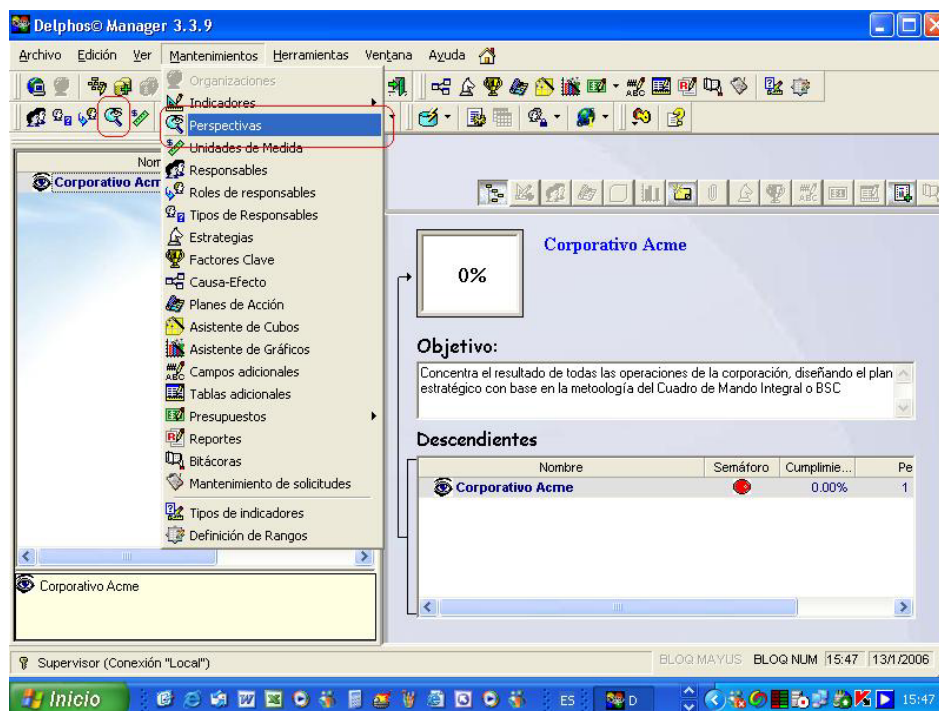 Delphos© Manager 3.3.9
Archivo Edición Ver Mantenimientos Herramientas Ventana Ayuda
Organizaciones
Indicadores
Perspectivas
Unidades de Medida
Responsables
Roles de responsables
Tipos de Responsables
Estrategias
Factores Clave
Causa-Efecto
Planes de Acción
Asistente de Cubos
Asistente de Gráficos
Campos adicionales
Tablas adicionales
Presupuestos
Reportes
Bitácoras
Mantenimiento de solicitudes
Tipos de indicadores
Definición de Rangos
Nor
Corporativo Acm
Corporativo Acme
Corporativo Acme
0%
Objetivo:
Concentra el resultado de todas las operaciones de la corporación, diseñando el plan
estratégico con base en la metoología del Cuadro de Mando Integral o BSC
Descendientes
Nombre Semáforo Cumplimie... Pe
Corporativo Acme 0.00% 1
Supervisor (Conexión "Local") BLOQ MAYUS BLOQ NUM 15:47 13/1/2006
Inicio ES D 15:47